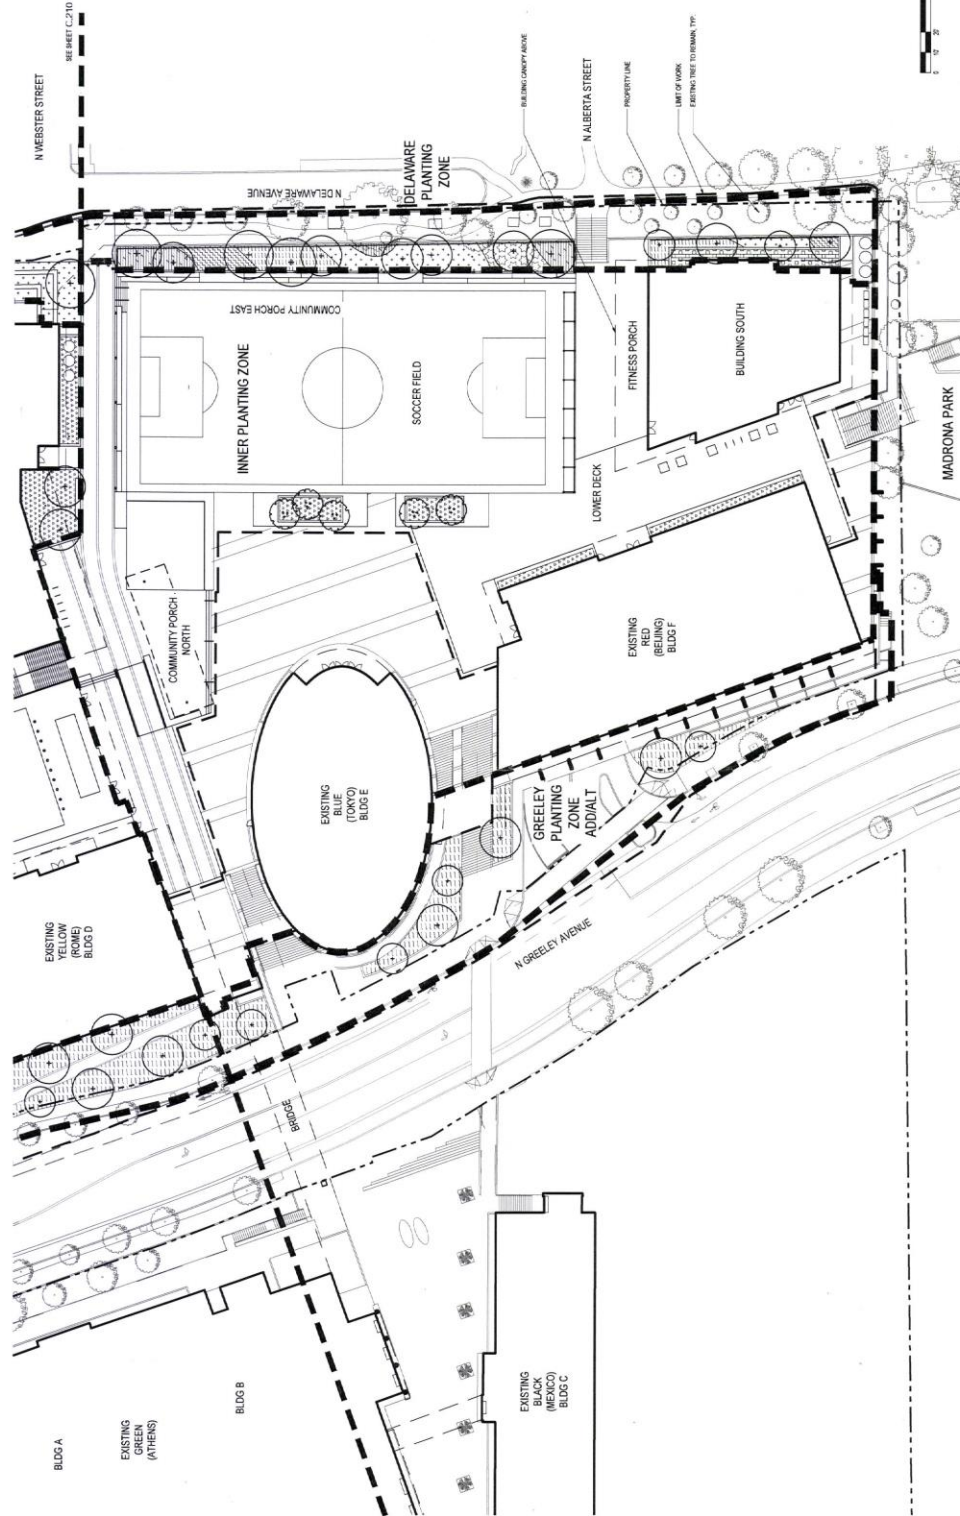 SEE SHEET C.210
N WEBSTER STREET
N DELAWARE AVENUE
DELAWARE
PLANTING
ZONE
BUILDING CANOPY ABOVE
N ALBERTA STREET
PROPERTY LINE
LIMIT OF WORK
EXISTING TREE TO REMAIN, TYP.
0 10' 20'
COMMUNITY PORCH EAST
INNER PLANTING ZONE
SOCCER FIELD
FITNESS PORCH
BUILDING SOUTH
MADRONA PARK
LOWER DECK
COMMUNITY PORCH
NORTH
EXISTING
RED
(BEIJING)
BLDG F
EXISTING
BLUE
(TOKYO)
BLDG E
GREELEY
PLANTING
ZONE
ADD/ALT
EXISTING
YELLOW
(ROME)
BLDG D
N GREELEY AVENUE
BRIDGE
BLDG A
EXISTING
GREEN
(ATHENS)
BLDG B
EXISTING
BLACK
(MEXICO)
BLDG C